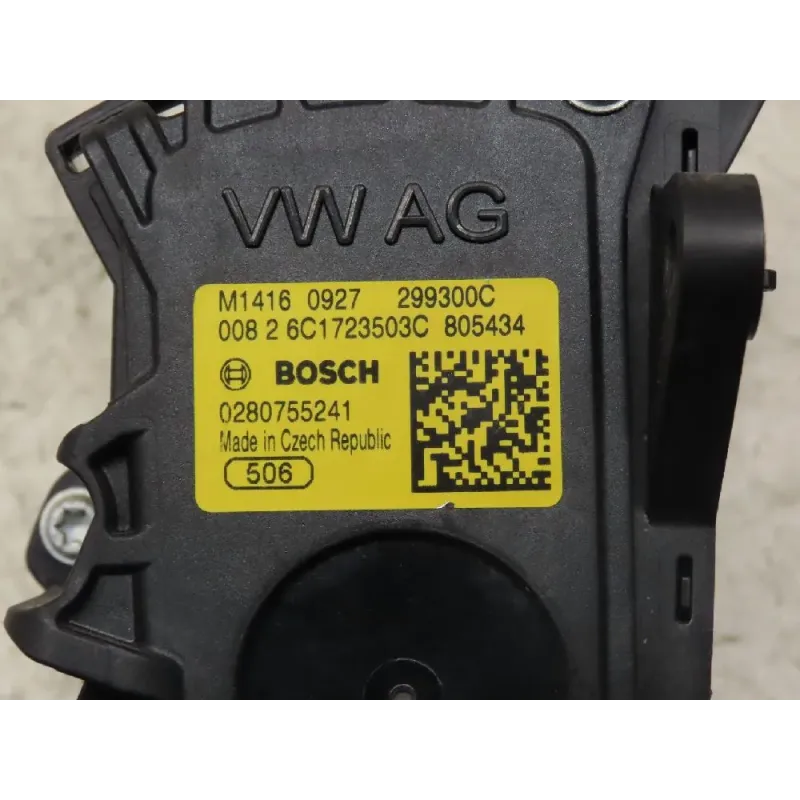 VW AG
M1416 0927 299300C
008 2 6C1723503C 805434
BOSCH
0280755241
Made in Czech Republic
506